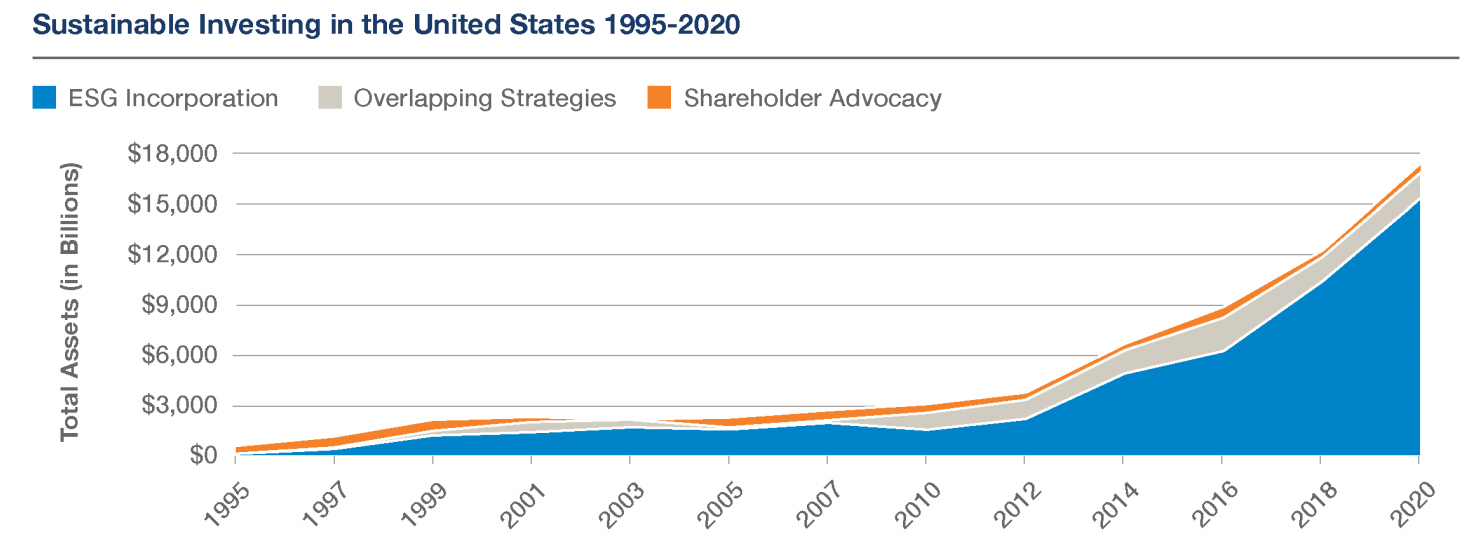 Sustainable Investing in the United States 1995-2020
ESG Incorporation Overlapping Strategies Shareholder Advocacy
Total Assets (in Billions)
$18,000
$15,000
$12,000
$9,000
$6,000
$3,000
$0
1995 1997 1999 2001 2003 2005 2007 2010 2012 2014 2016 2018 2020